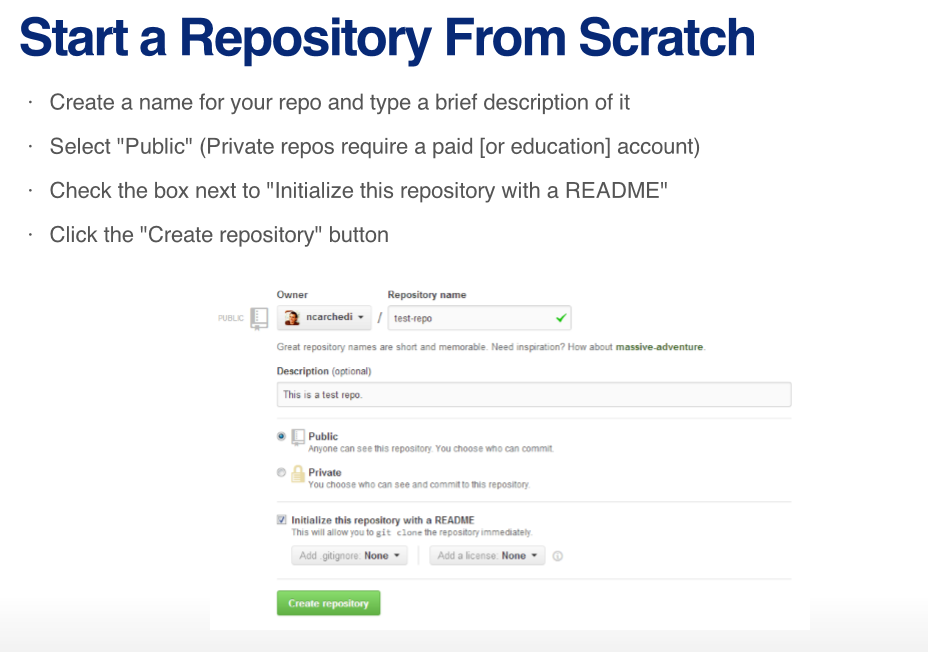 Start a Repository From Scratch
· Create a name for your repo and type a brief description of it
· Select "Public" (Private repos require a paid [or education] account)
· Check the box next to "Initialize this repository with a README"
· Click the "Create repository" button
Owner Repository name
PUBLIC ncarchedi / test-repo
Great repository names are short and memorable. Need inspiration? How about massive-adventure.
Description (optional)
This is a test repo.
Public
Anyone can see this repository. You choose who can commit.
Private
You choose who can see and commit to this repository.
Initialize this repository with a README
This will allow you to git clone the repository immediately.
Add .gitignore: None Add a license: None
Create repository